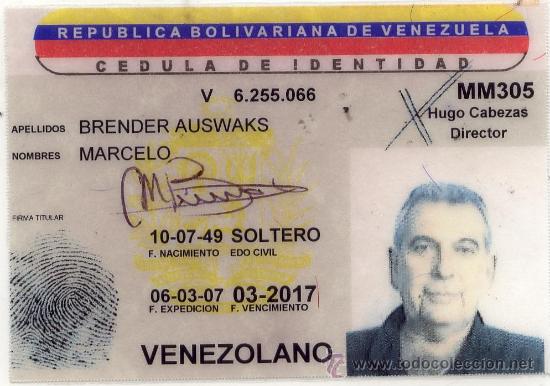 REPUBLICA BOLIVARIANA DE VENEZUELA
CEDULA DE IDENTIDAD
V 6.255.066
MM305
Hugo Cabezas
Director
APELLIDOS BRENDER AUSWAKS
NOMBRES MARCELO
FIRMA TITULAR
10-07-49 SOLTERO
F. NACIMIENTO EDO CIVIL
06-03-07 03-2017
F. EXPEDICION F. VENCIMIENTO
VENEZOLANO
www.todocoleccion.net